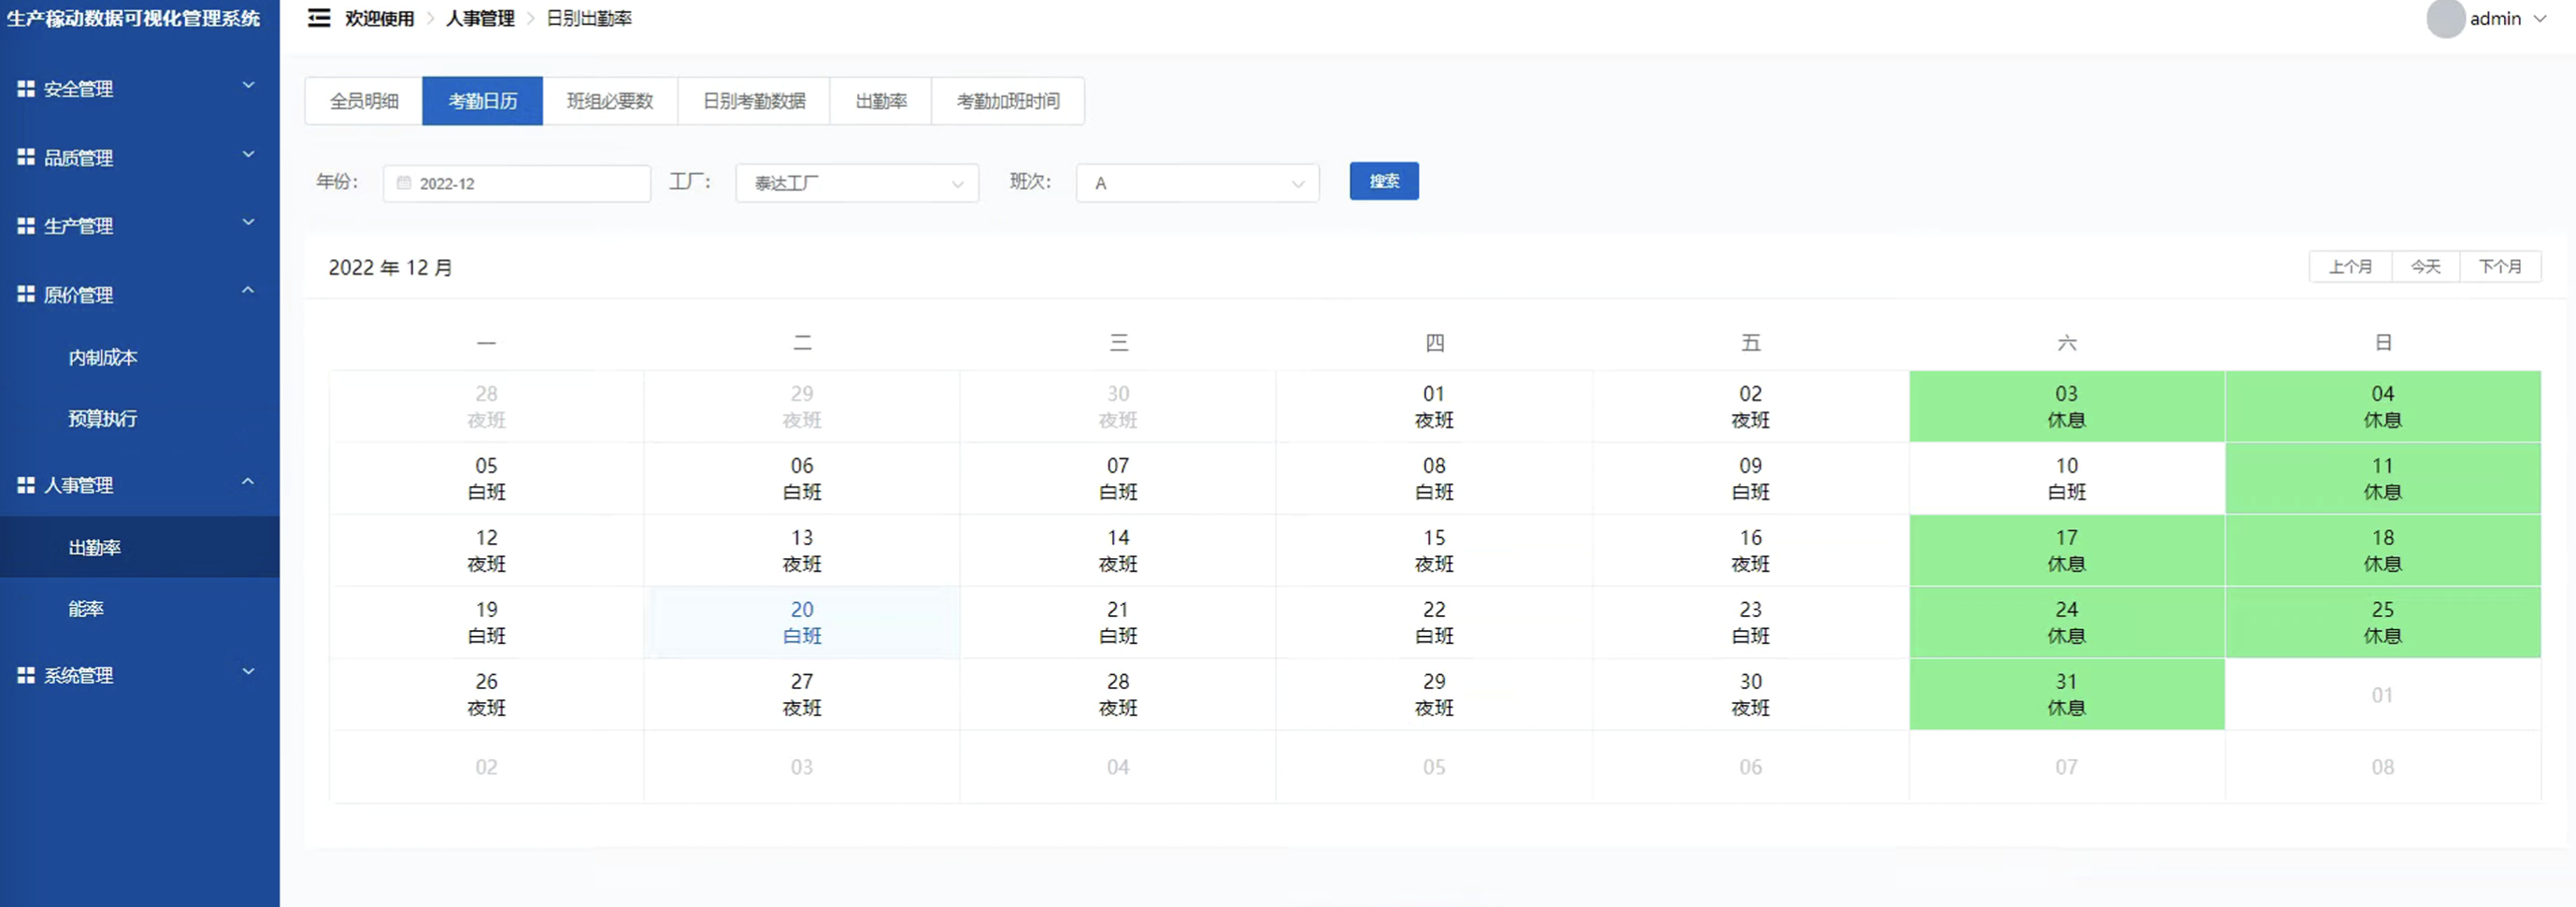 生产稼动数据可视化管理系统
欢迎使用 人事管理 日别出勤率
admin
安全管理
品质管理
生产管理
原价管理
内制成本
预算执行
人事管理
出勤率
能率
系统管理
全员明细 考勤日历 班组必要数 日别考勤数据 出勤率 考勤加班时间
年份: 2022-12 工厂: 泰达工厂 班次: A 搜索
2022 年 12 月
上个月 今天 下个月
一 二 三 四 五 六 日
28 29 30 01 02 03 04
夜班 夜班 夜班 夜班 夜班 休息 休息
05 06 07 08 09 10 11
白班 白班 白班 白班 白班 白班 休息
12 13 14 15 16 17 18
夜班 夜班 夜班 夜班 夜班 休息 休息
19 20 21 22 23 24 25
白班 白班 白班 白班 白班 休息 休息
26 27 28 29 30 31 01
夜班 夜班 夜班 夜班 夜班 休息
02 03 04 05 06 07 08